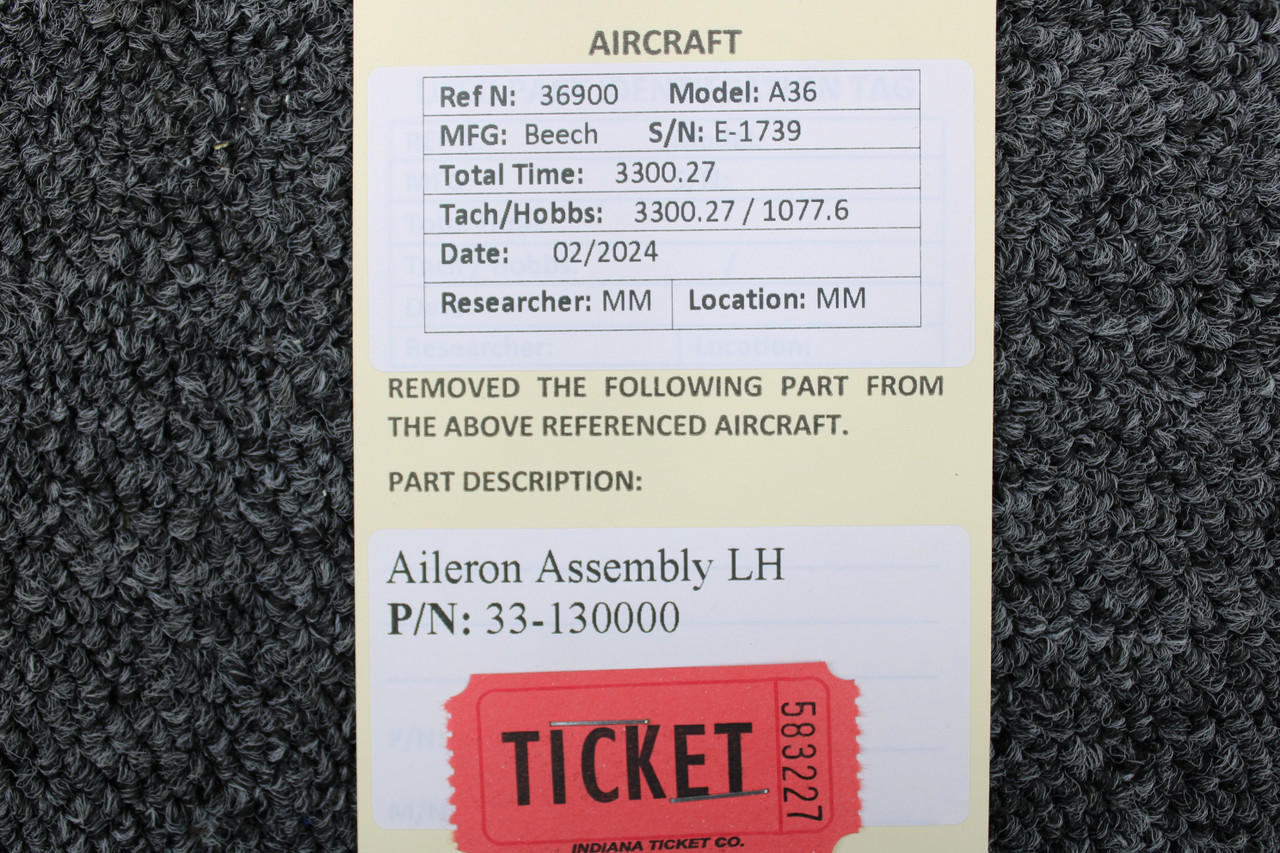 AIRCRAFT
Ref N: 36900 Model: A36
MFG: Beech S/N: E-1739
Total Time: 3300.27
Tach/Hobbs: 3300.27 / 1077.6
Date: 02/2024
Researcher: MM Location: MM
REMOVED THE FOLLOWING PART FROM
THE ABOVE REFERENCED AIRCRAFT.
PART DESCRIPTION:
Aileron Assembly LH
P/N: 33-130000
TICKET
583227
INDIANA TICKET CO.